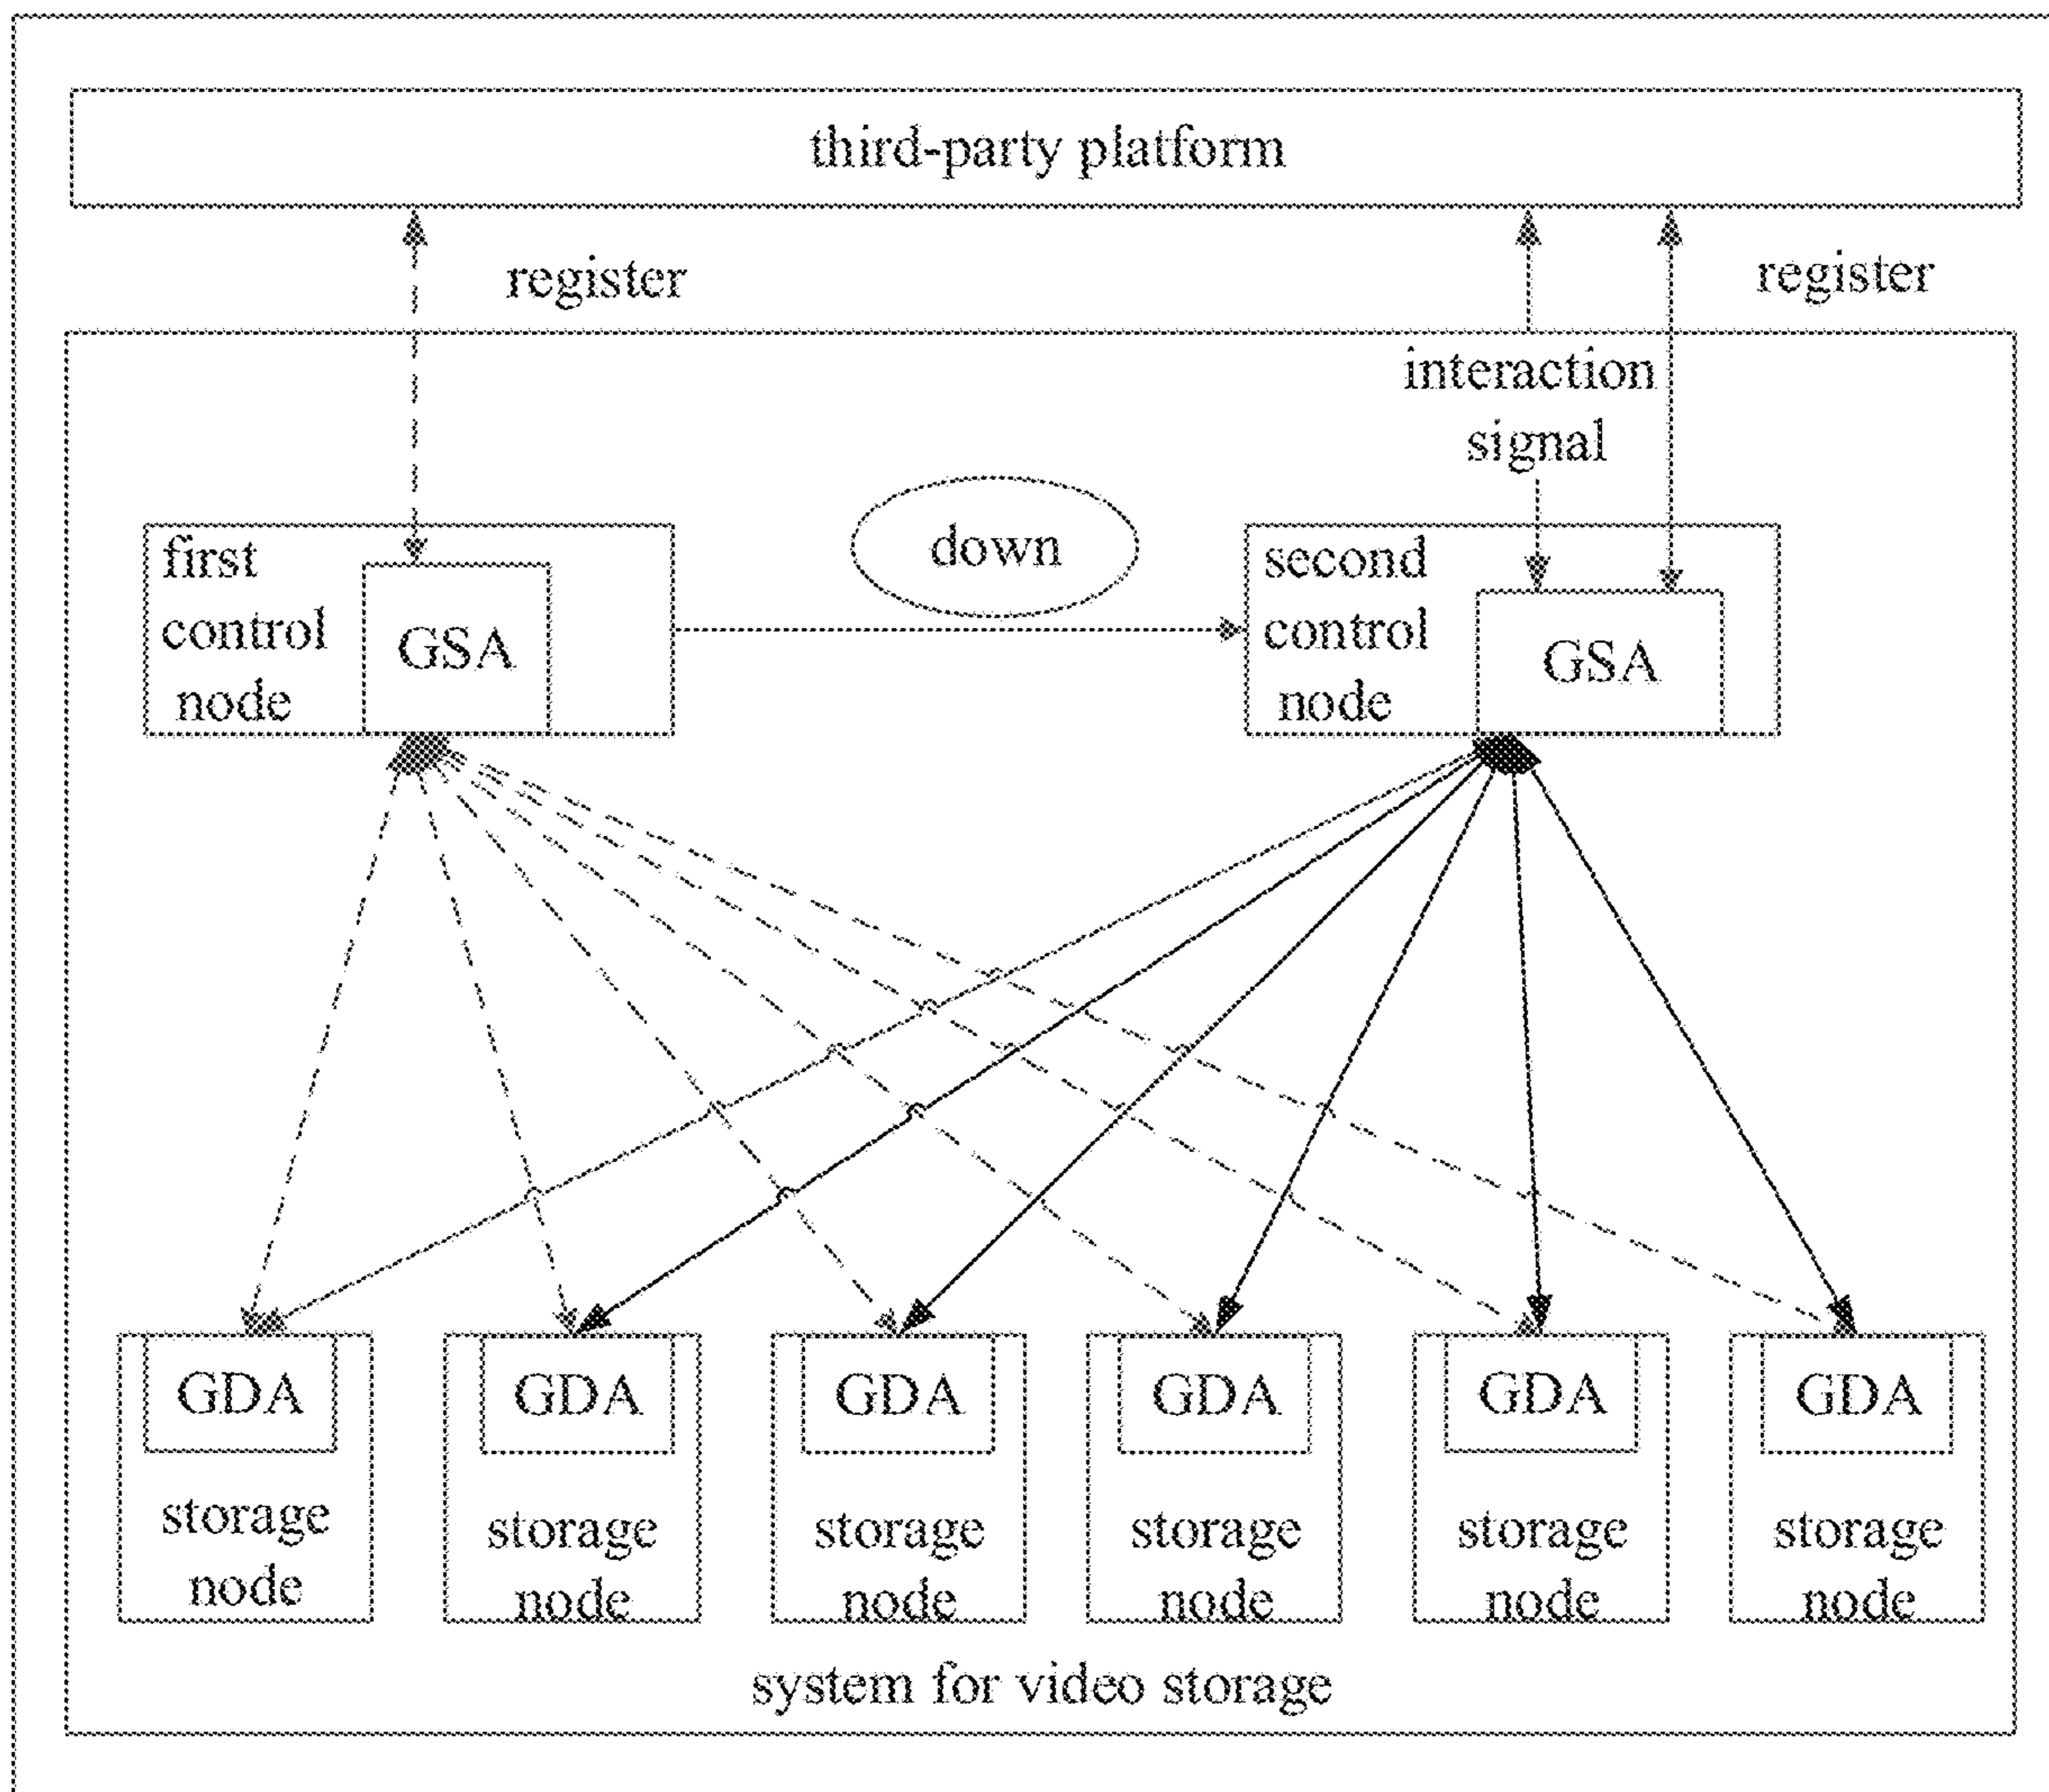 third-party platform
register
register
interaction
signal
first
control
node
GSA
down
second
control
node
GSA
GDA
storage
node
GDA
storage
node
GDA
storage
node
GDA
storage
node
GDA
storage
node
GDA
storage
node
system for video storage